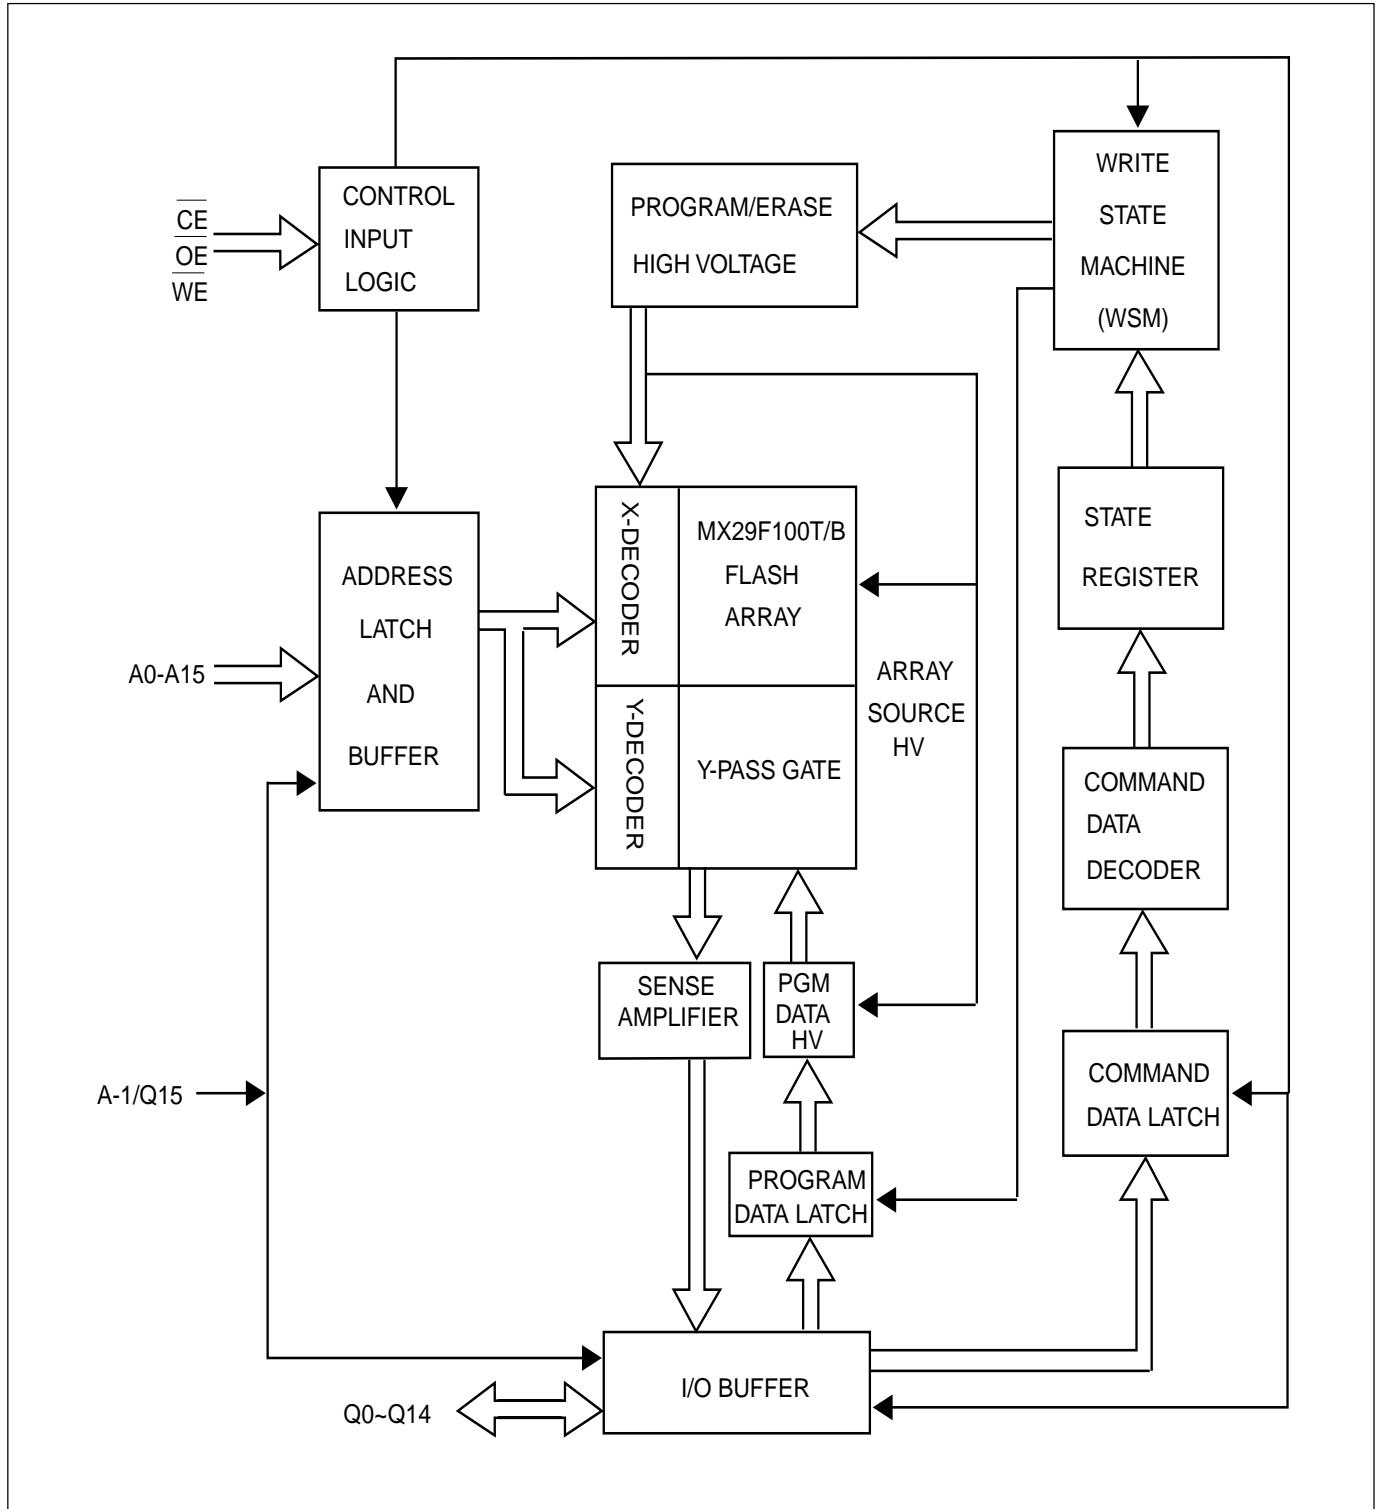 CE
OE
WE
CONTROL
INPUT
LOGIC
PROGRAM/ERASE
HIGH VOLTAGE
WRITE
STATE
MACHINE
(WSM)
STATE
REGISTER
ADDRESS
LATCH
AND
BUFFER
A0-A15
X-DECODER
MX29F100T/B
FLASH
ARRAY
Y-DECODER
Y-PASS GATE
ARRAY
SOURCE
HV
COMMAND
DATA
DECODER
SENSE
AMPLIFIER
PGM
DATA
HV
COMMAND
DATA LATCH
A-1/Q15
PROGRAM
DATA LATCH
I/O BUFFER
Q0~Q14